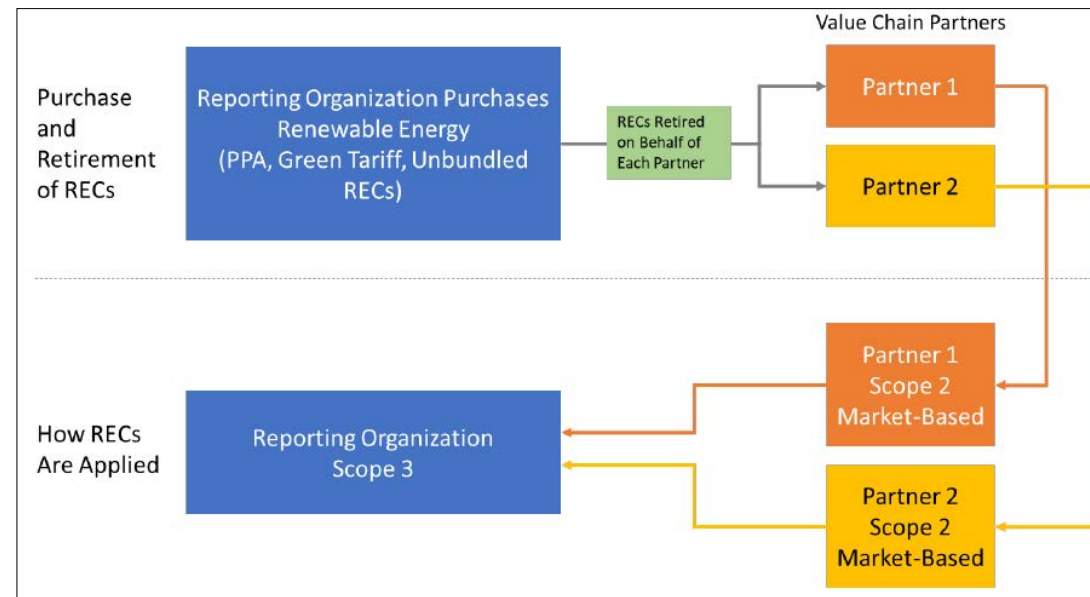 Value Chain Partners
Purchase
and
Retirement
of RECs
Reporting Organization Purchases
Renewable Energy
(PPA, Green Tariff, Unbundled
RECs)
RECs Retired
on Behalf of
Each Partner
Partner 1
Partner 2
How RECs
Are Applied
Reporting Organization
Scope 3
Partner 1
Scope 2
Market-Based
Partner 2
Scope 2
Market-Based